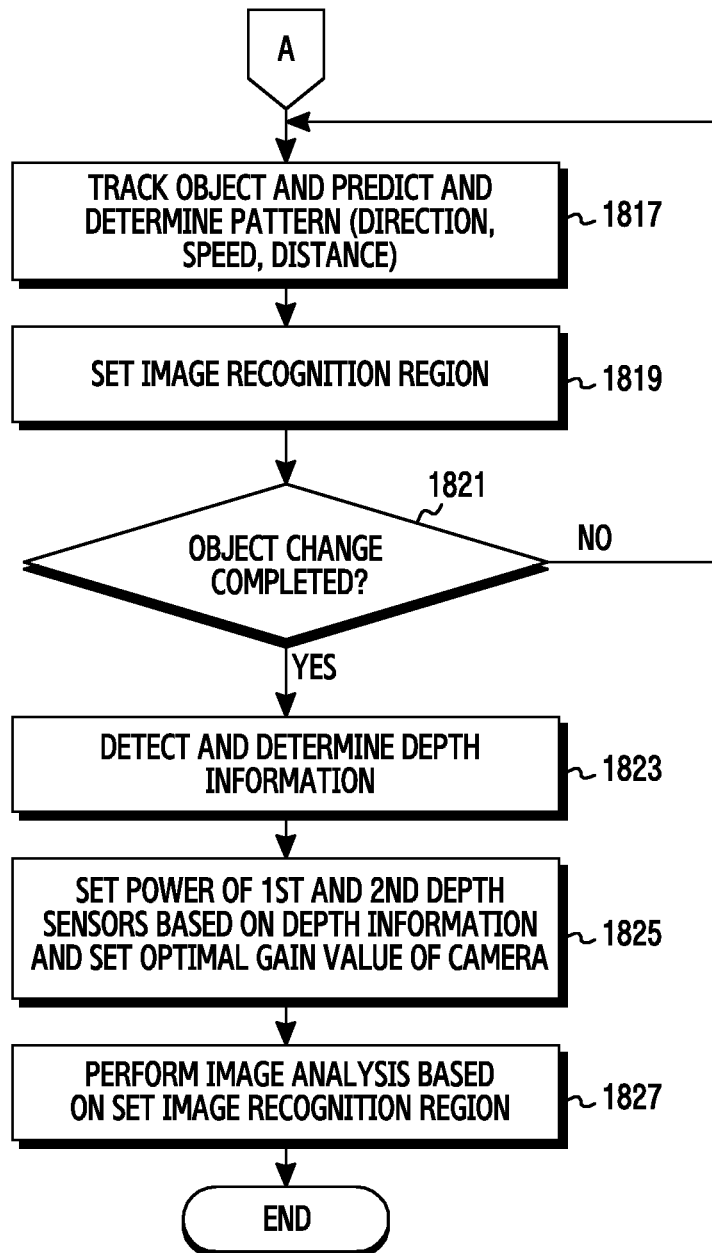 A
TRACK OBJECT AND PREDICT AND
DETERMINE PATTERN (DIRECTION,
SPEED, DISTANCE)
1817
SET IMAGE RECOGNITION REGION
1819
1821
OBJECT CHANGE
COMPLETED?
NO
YES
DETECT AND DETERMINE DEPTH
INFORMATION
1823
SET POWER OF 1ST AND 2ND DEPTH
SENSORS BASED ON DEPTH INFORMATION
AND SET OPTIMAL GAIN VALUE OF CAMERA
1825
PERFORM IMAGE ANALYSIS BASED
ON SET IMAGE RECOGNITION REGION
1827
END